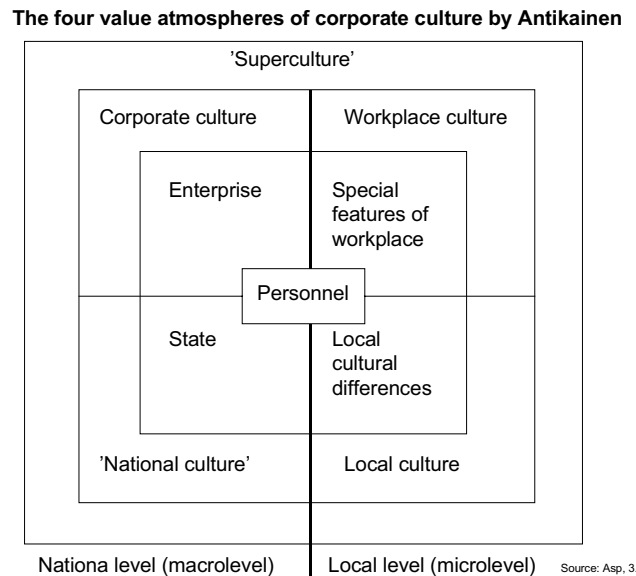 The four value atmospheres of corporate culture by Antikainen
’Superculture’
Corporate culture
Workplace culture
Enterprise
Special
features of
workplace
Personnel
State
Local
cultural
differences
’National culture’
Local culture
Nationa level (macrolevel)
Local level (microlevel)
Source: Asp, 3.